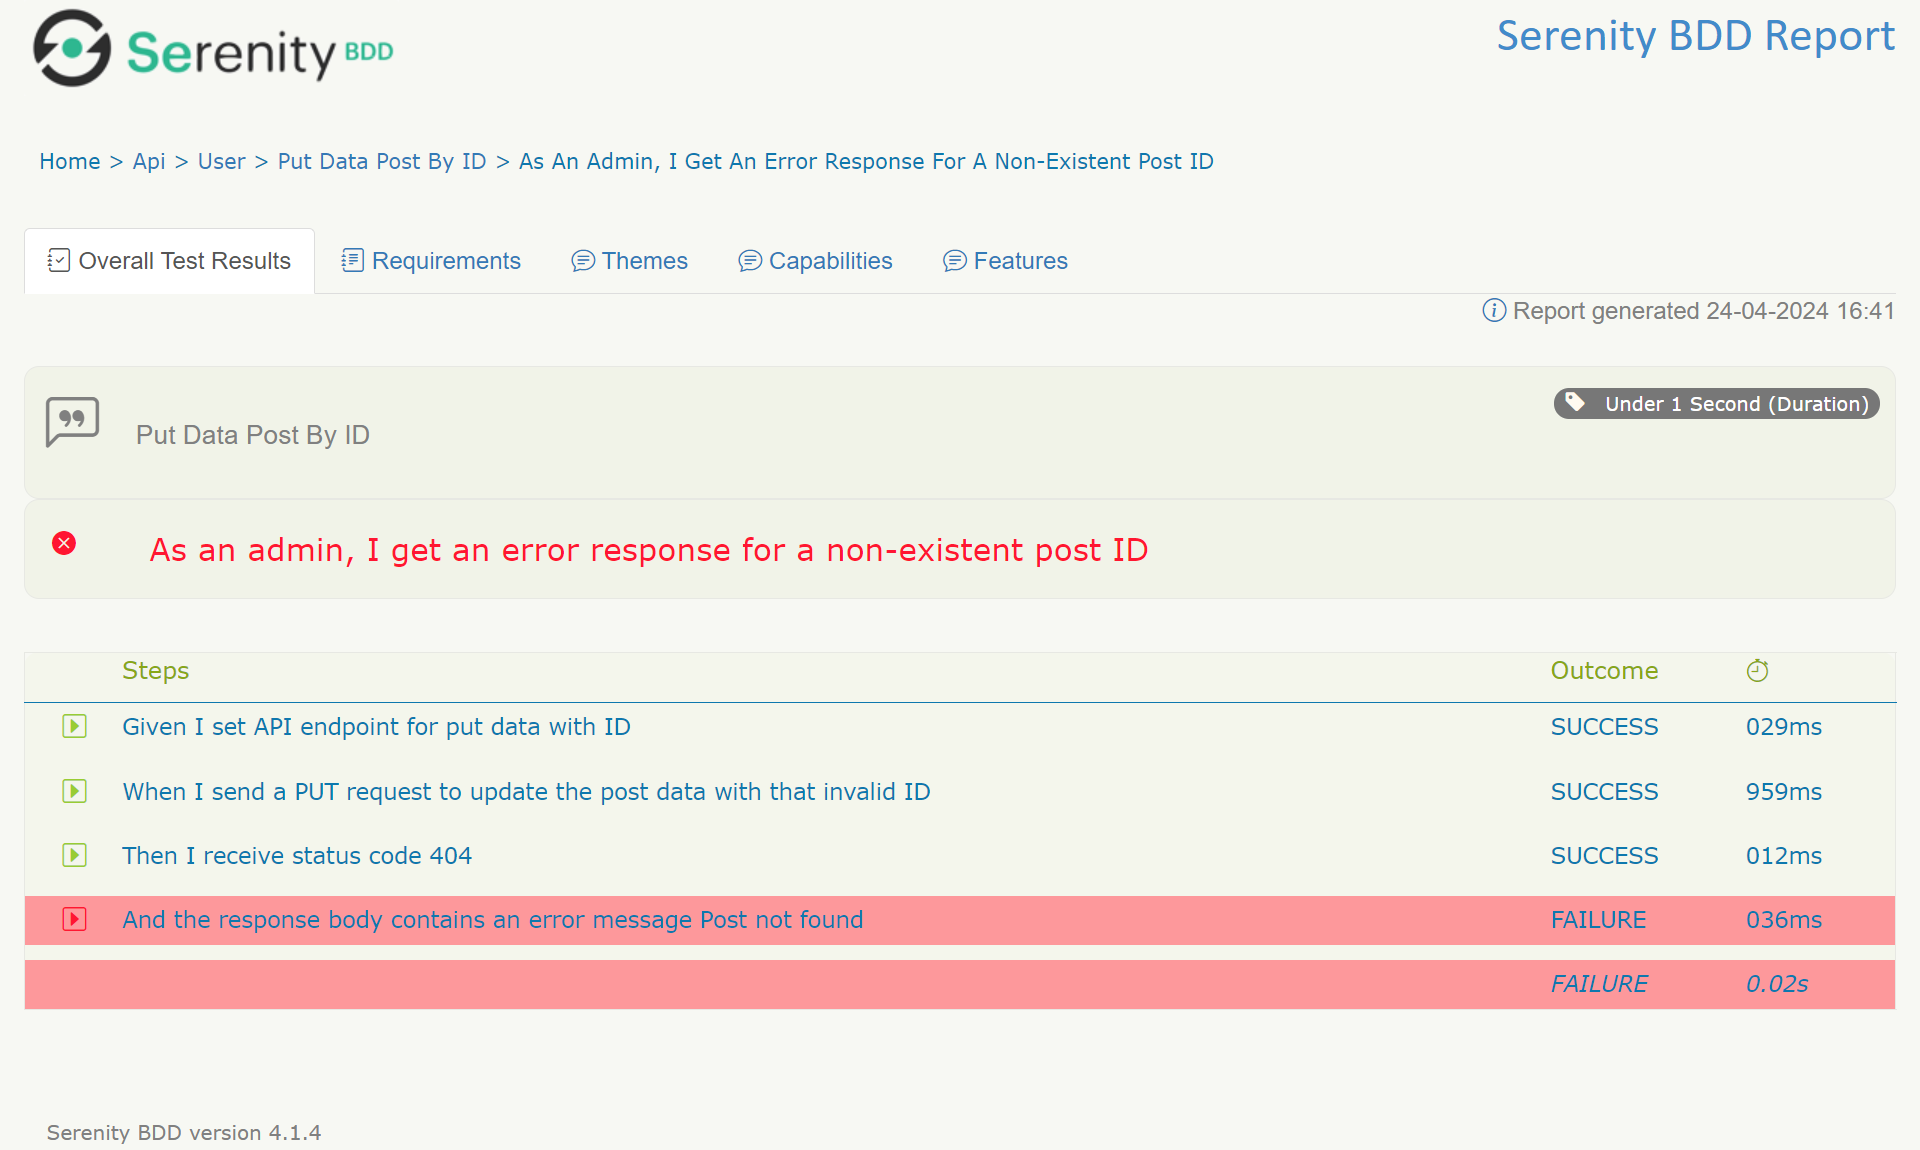 Serenity BDD
Serenity BDD Report
Home > Api > User > Put Data Post By ID > As An Admin, I Get An Error Response For A Non-Existent Post ID
Overall Test Results
Requirements
Themes
Capabilities
Features
Report generated 24-04-2024 16:41
Under 1 Second (Duration)
Put Data Post By ID
As an admin, I get an error response for a non-existent post ID
Steps Outcome
Given I set API endpoint for put data with ID SUCCESS 029ms
When I send a PUT request to update the post data with that invalid ID SUCCESS 959ms
Then I receive status code 404 SUCCESS 012ms
And the response body contains an error message Post not found FAILURE 036ms
FAILURE 0.02s
Serenity BDD version 4.1.4